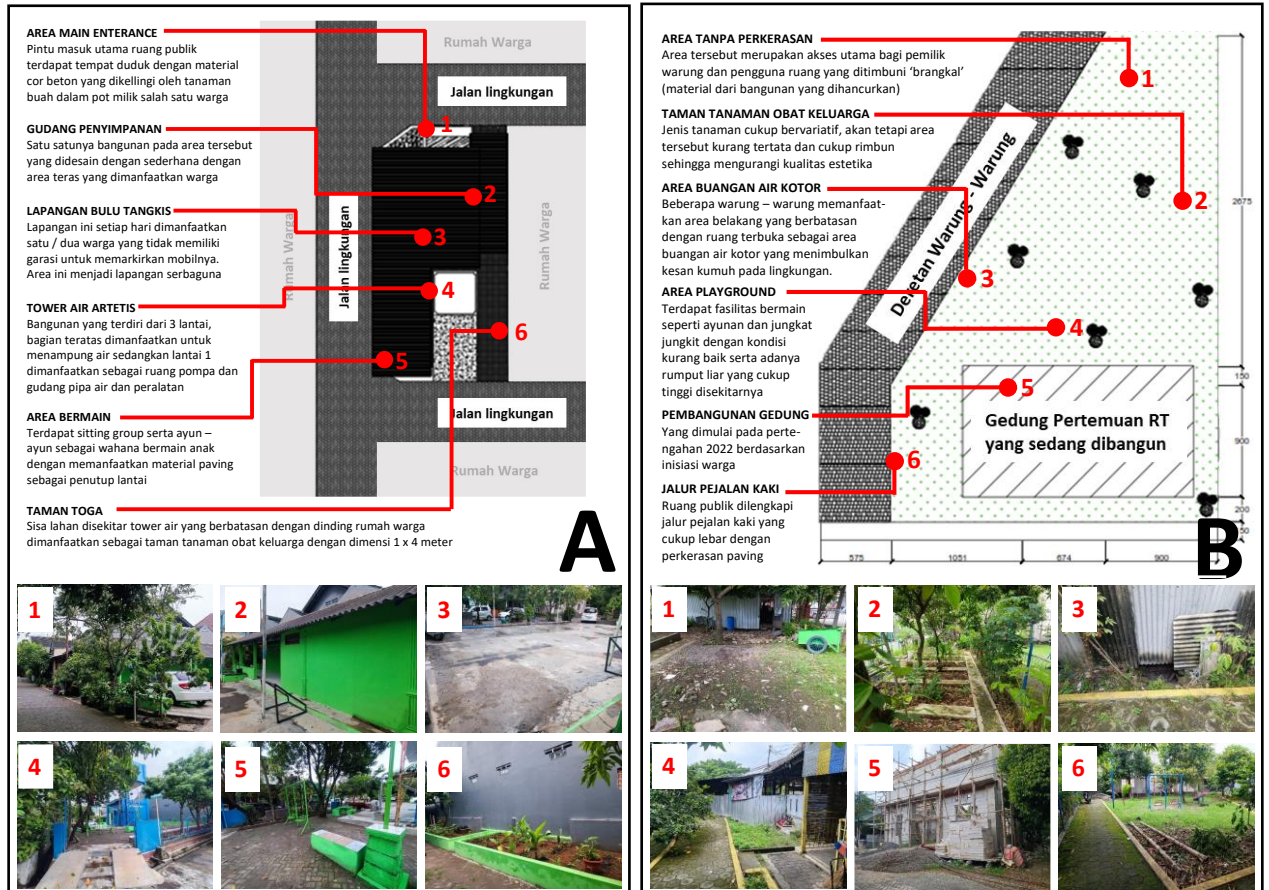 AREA MAIN ENTERANCE
Pintu masuk utama ruang publik
terdapat tempat duduk dengan material
cor beton yang dikellingi oleh tanaman
buah dalam pot milik salah satu warga
GUDANG PENYIMPANAN
Satu satunya bangunan pada area tersebut
yang didesain dengan sederhana dengan
area teras yang dimanfaatkan warga
LAPANGAN BULU TANGKIS
Lapangan ini setiap hari dimanfaatkan
satu / dua warga yang tidak memiliki
garasi untuk memarkirkan mobilnya.
Area ini menjadi lapangan serbaguna
TOWER AIR ARTETIS
Bangunan yang terdiri dari 3 lantai,
bagian teratas dimanfaatkan untuk
menampung air sedangkan lantai 1
dimanfaatkan sebagai ruang pompa dan
gudang pipa air dan peralatan
AREA BERMAIN
Terdapat sitting group serta ayun –
ayun sebagai wahana bermain anak
dengan memanfaatkan material paving
sebagai penutup lantai
TAMAN TOGA
Sisa lahan disekitar tower air yang berbatasan dengan dinding rumah warga
dimanfaatkan sebagai taman tanaman obat keluarga dengan dimensi 1 x 4 meter
Rumah Warga
Jalan lingkungan
Rumah Warga
Jalan lingkungan
Rumah Warga
Jalan lingkungan
Rumah Warga
1
2
3
4
5
6
A
1
2
3
4
5
6
AREA TANPA PERKERASAN
Area tersebut merupakan akses utama bagi pemilik
warung dan pengguna ruang yang ditimbuni ‘brangkal’
(material dari bangunan yang dihancurkan)
TAMAN TANAMAN OBAT KELUARGA
Jenis tanaman cukup bervariatif, akan tetapi area
tersebut kurang tertata dan cukup rimbun
sehingga mengurangi kualitas estetika
AREA BUANGAN AIR KOTOR
Beberapa warung – warung memanfaat-
kan area belakang yang berbatasan
dengan ruang terbuka sebagai area
buangan air kotor yang menimbulkan
kesan kumuh pada lingkungan.
AREA PLAYGROUND
Terdapat fasilitas bermain
seperti ayunan dan jungkat
jungkit dengan kondisi
kurang baik serta adanya
rumput liar yang cukup
tinggi disekitarnya
PEMBANGUNAN GEDUNG
Yang dimulai pada perte-
ngahan 2022 berdasarkan
inisiasi warga
JALUR PEJALAN KAKI
Ruang publik dilengkapi
jalur pejalan kaki yang
cukup lebar dengan
perkerasan paving
Deretan Warung - Warung
Gedung Pertemuan RT
yang sedang dibangun
1
2
3
4
5
6
2675
150
900
200
50
575
1051
674
900
B
1
2
3
4
5
6